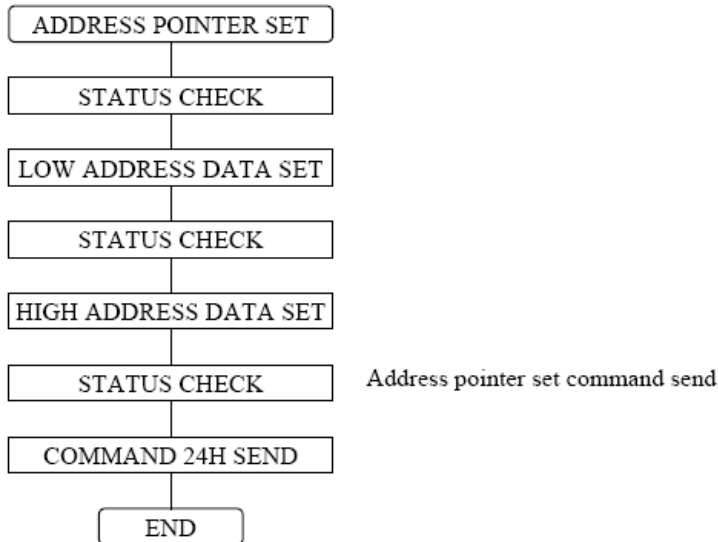 ADDRESS POINTER SET
STATUS CHECK
LOW ADDRESS DATA SET
STATUS CHECK
HIGH ADDRESS DATA SET
STATUS CHECK
Address pointer set command send
COMMAND 24H SEND
END